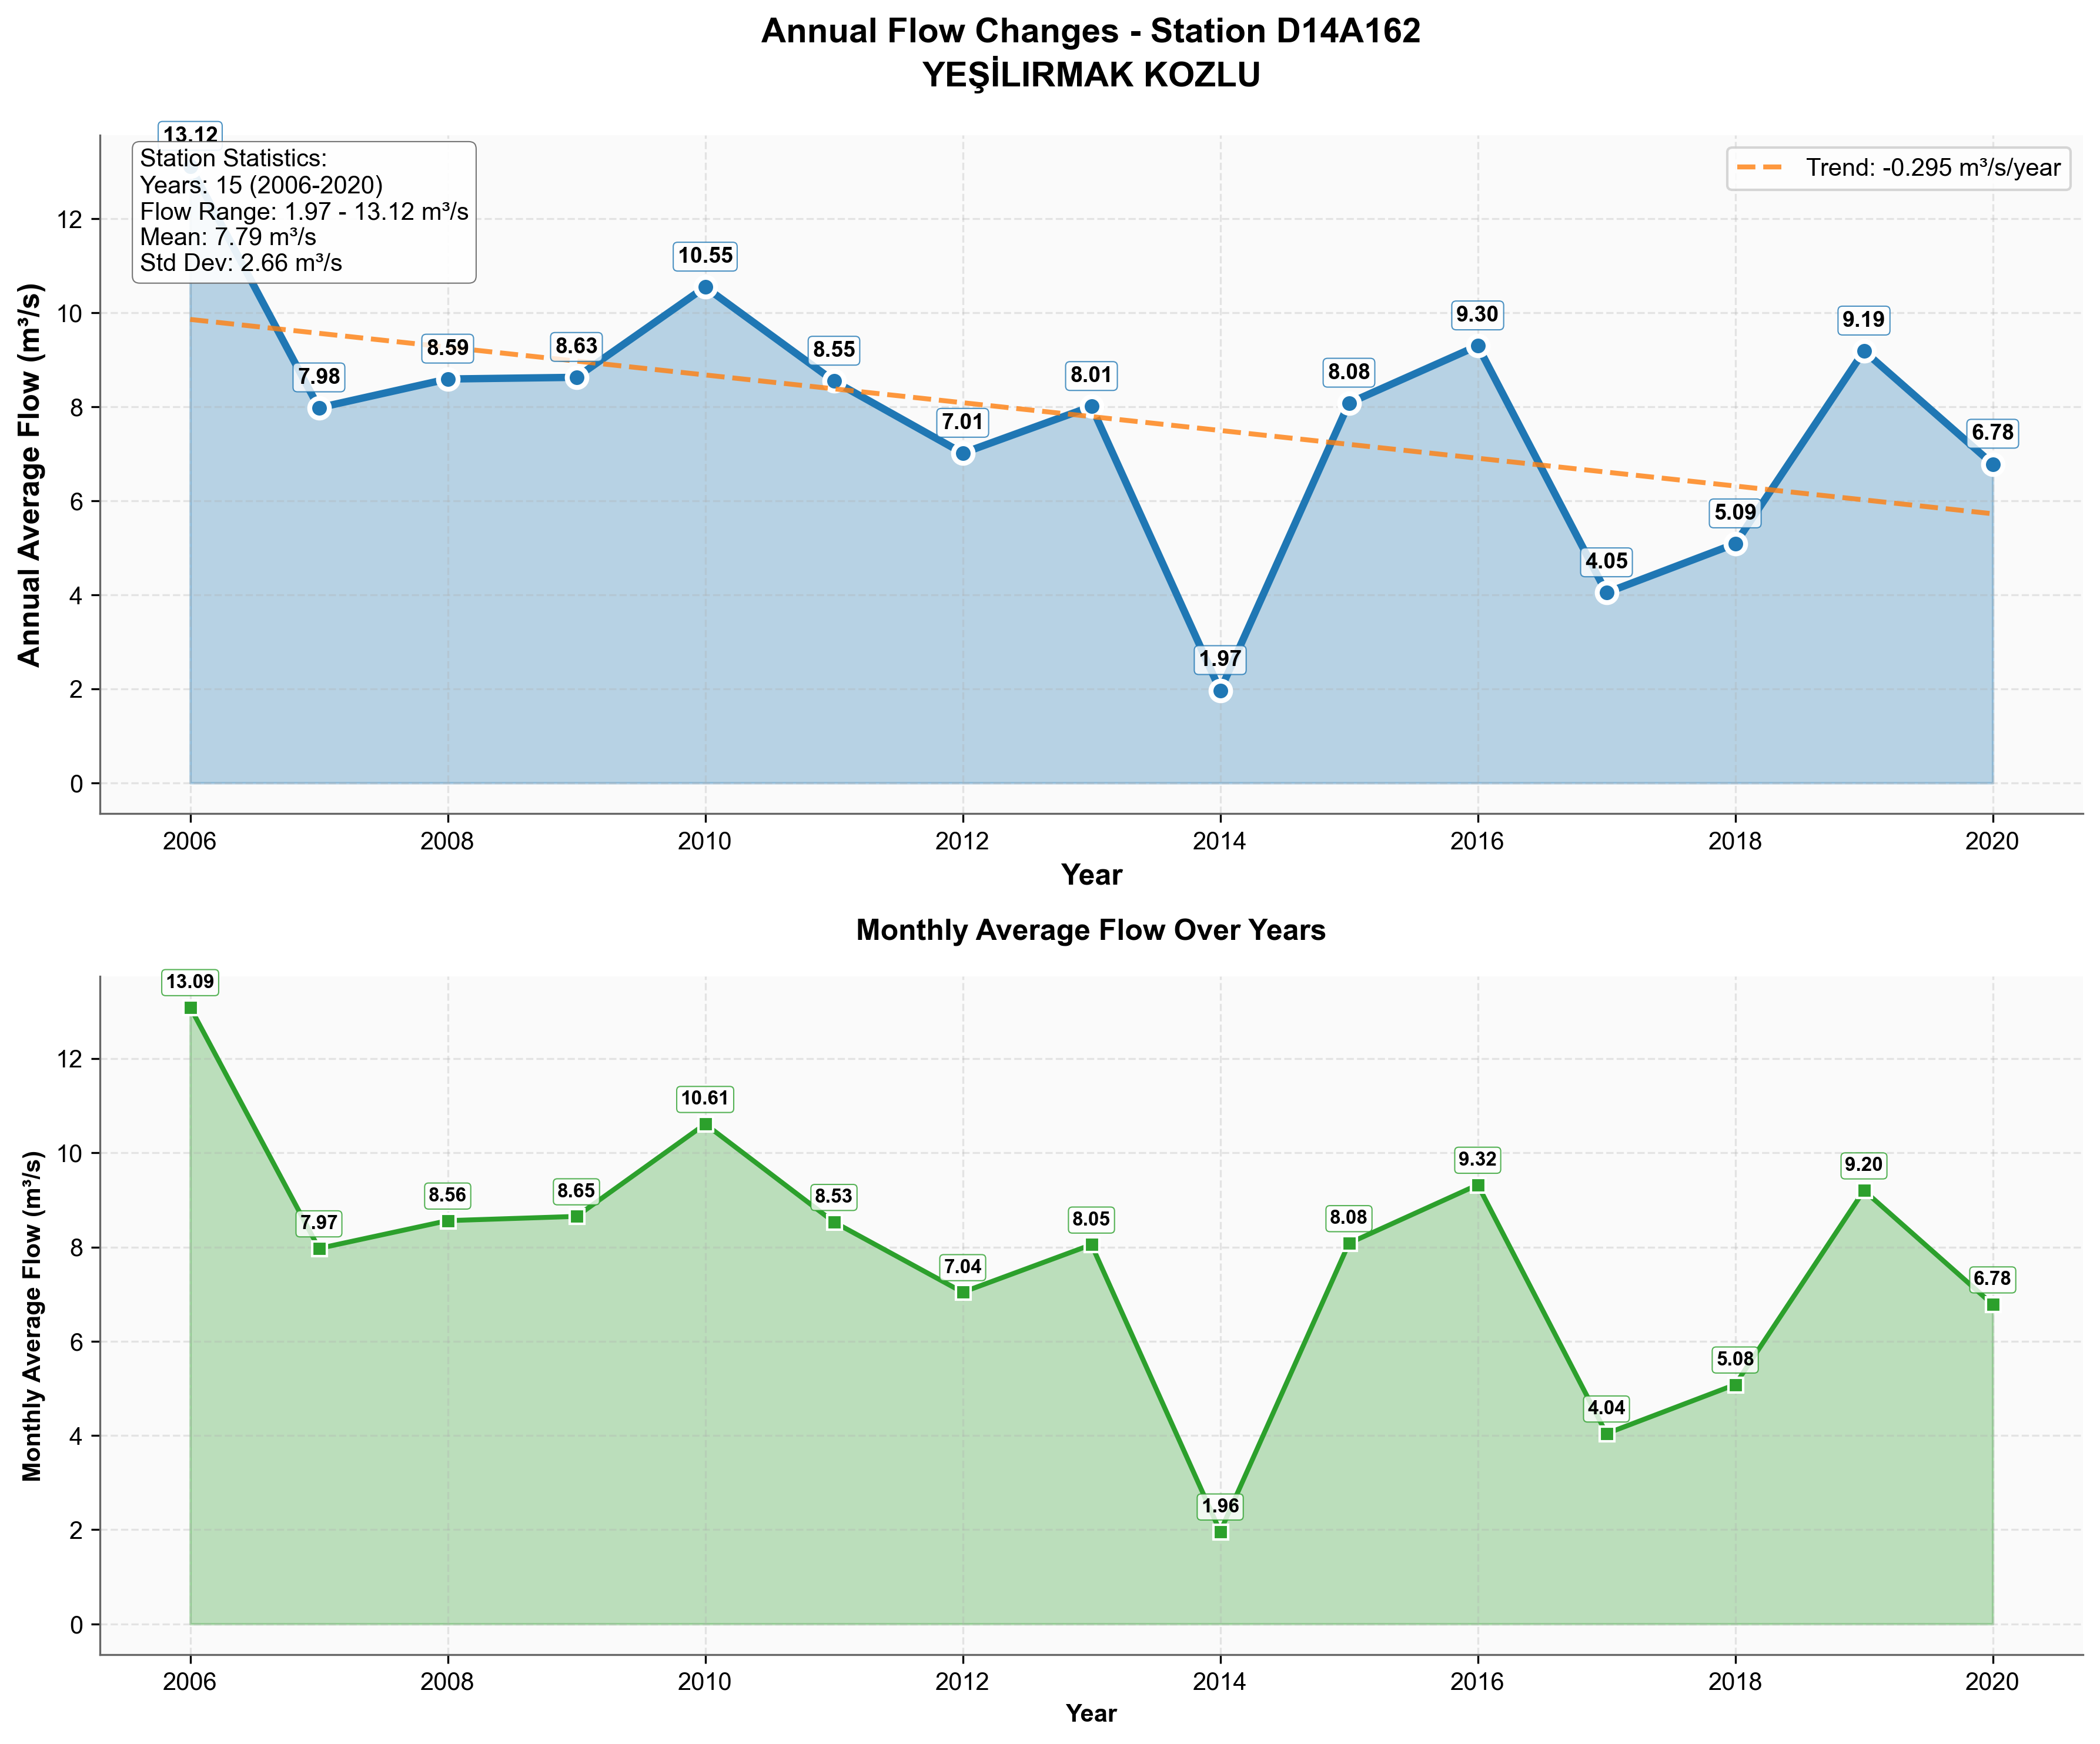 Annual Flow Changes - Station D14A162
YEŞİLIRMAK KOZLU
13.12
Station Statistics:
Years: 15 (2006-2020)
Flow Range: 1.97 - 13.12 m³/s
Mean: 7.79 m³/s
Std Dev: 2.66 m³/s
Trend: -0.295 m³/s/year
Annual Average Flow (m³/s)
12
10
8
6
4
2
0
7.98
8.59
8.63
10.55
8.55
7.01
8.01
1.97
8.08
9.30
4.05
5.09
9.19
6.78
2006 2008 2010 2012 2014 2016 2018 2020
Year
Monthly Average Flow Over Years
Monthly Average Flow (m³/s)
12
10
8
6
4
2
0
13.09
7.97
8.56
8.65
10.61
8.53
7.04
8.05
1.96
8.08
9.32
4.04
5.08
9.20
6.78
2006 2008 2010 2012 2014 2016 2018 2020
Year